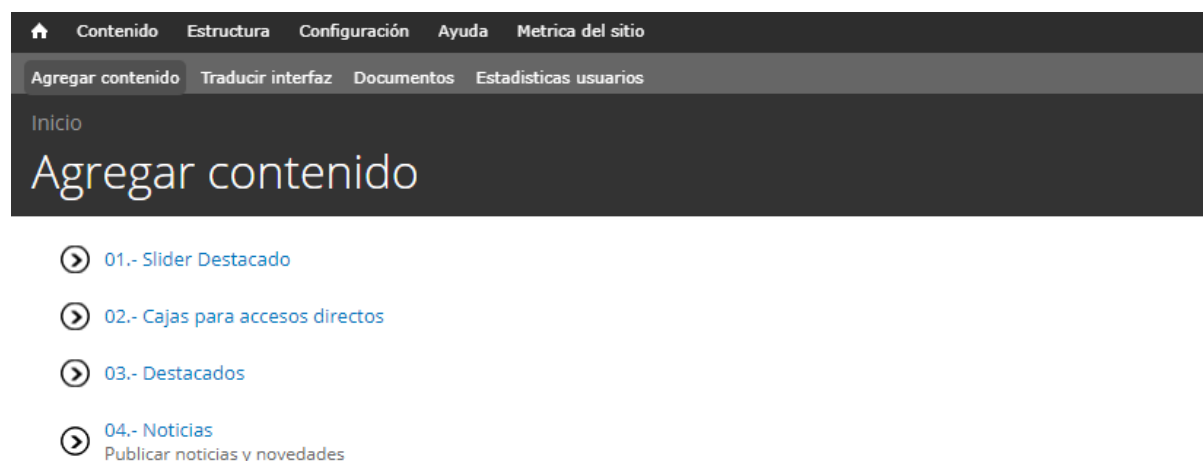 Contenido Estructura Configuración Ayuda Metrica del sitio
Agregar contenido Traducir interfaz Documentos Estadisticas usuarios
Inicio
Agregar contenido
01.- Slider Destacado
02.- Cajas para accesos directos
03.- Destacados
04.- Noticias
Publicar noticias y novedades